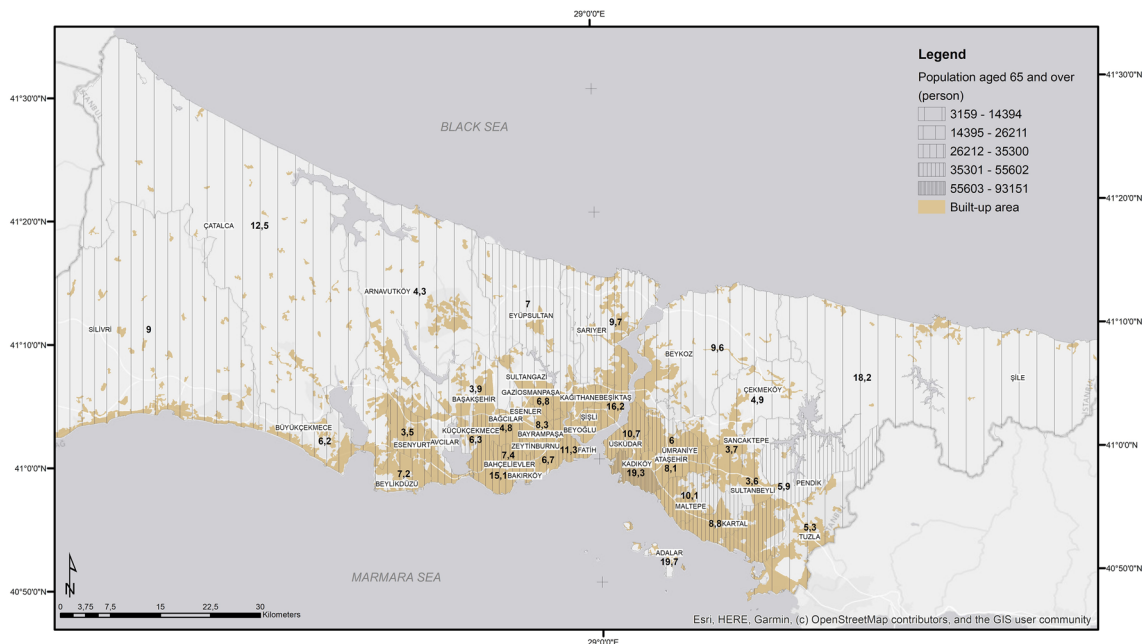 29°0'0"E
Legend
Population aged 65 and over
(person)
3159 - 14394
14395 - 26211
26212 - 35300
35301 - 55602
55603 - 93151
Built-up area
41°30'0"N
41°30'0"N
BLACK SEA
41°20'0"N
41°20'0"N
ÇATALCA 12,5
ARNAVUTKÖY 4,3
7
EYÜPSULTAN
9,7
SARIYER
SİLİVRİ 9
41°10'0"N
41°10'0"N
BEYKOZ 9,6
18,2
ŞİLE
SULTANGAZİ
3,9
BAŞAKŞEHİR
GAZİOSMANPAŞA
6,8
KAĞITHANE
BEŞİKTAŞ
16,2
ÇEKMEKÖY
4,9
ESENLER
BAĞCILAR
4,8
ŞİŞLİ
BÜYÜKÇEKMECE
6,2
3,5
ESENYURT
AVCILAR
KÜÇÜKÇEKMECE
6,3
8,3
BAYRAMPAŞA
BEYOĞLU
10,7
ÜSKÜDAR
6
ÜMRANİYE
SANCAKTEPE
3,7
ZEYTİNBURNU
7,4
6,7
11,3
FATİH
ATAŞEHİR
8,1
41°0'0"N
41°0'0"N
BAHÇELİEVLER
15,1
BAKIRKÖY
KADIKÖY
19,3
7,2
BEYLİKDÜZÜ
3,6
SULTANBEYLİ
5,9
PENDİK
10,1
MALTEPE
8,8
KARTAL
5,3
TUZLA
İSTANBUL
İSTANBUL
İSTANBUL
ADALAR
19,7
MARMARA SEA
N
40°50'0"N
40°50'0"N
0 3,75 7,5 15 22,5 30
Kilometers
Esri, HERE, Garmin, (c) OpenStreetMap contributors, and the GIS user community
29°0'0"E